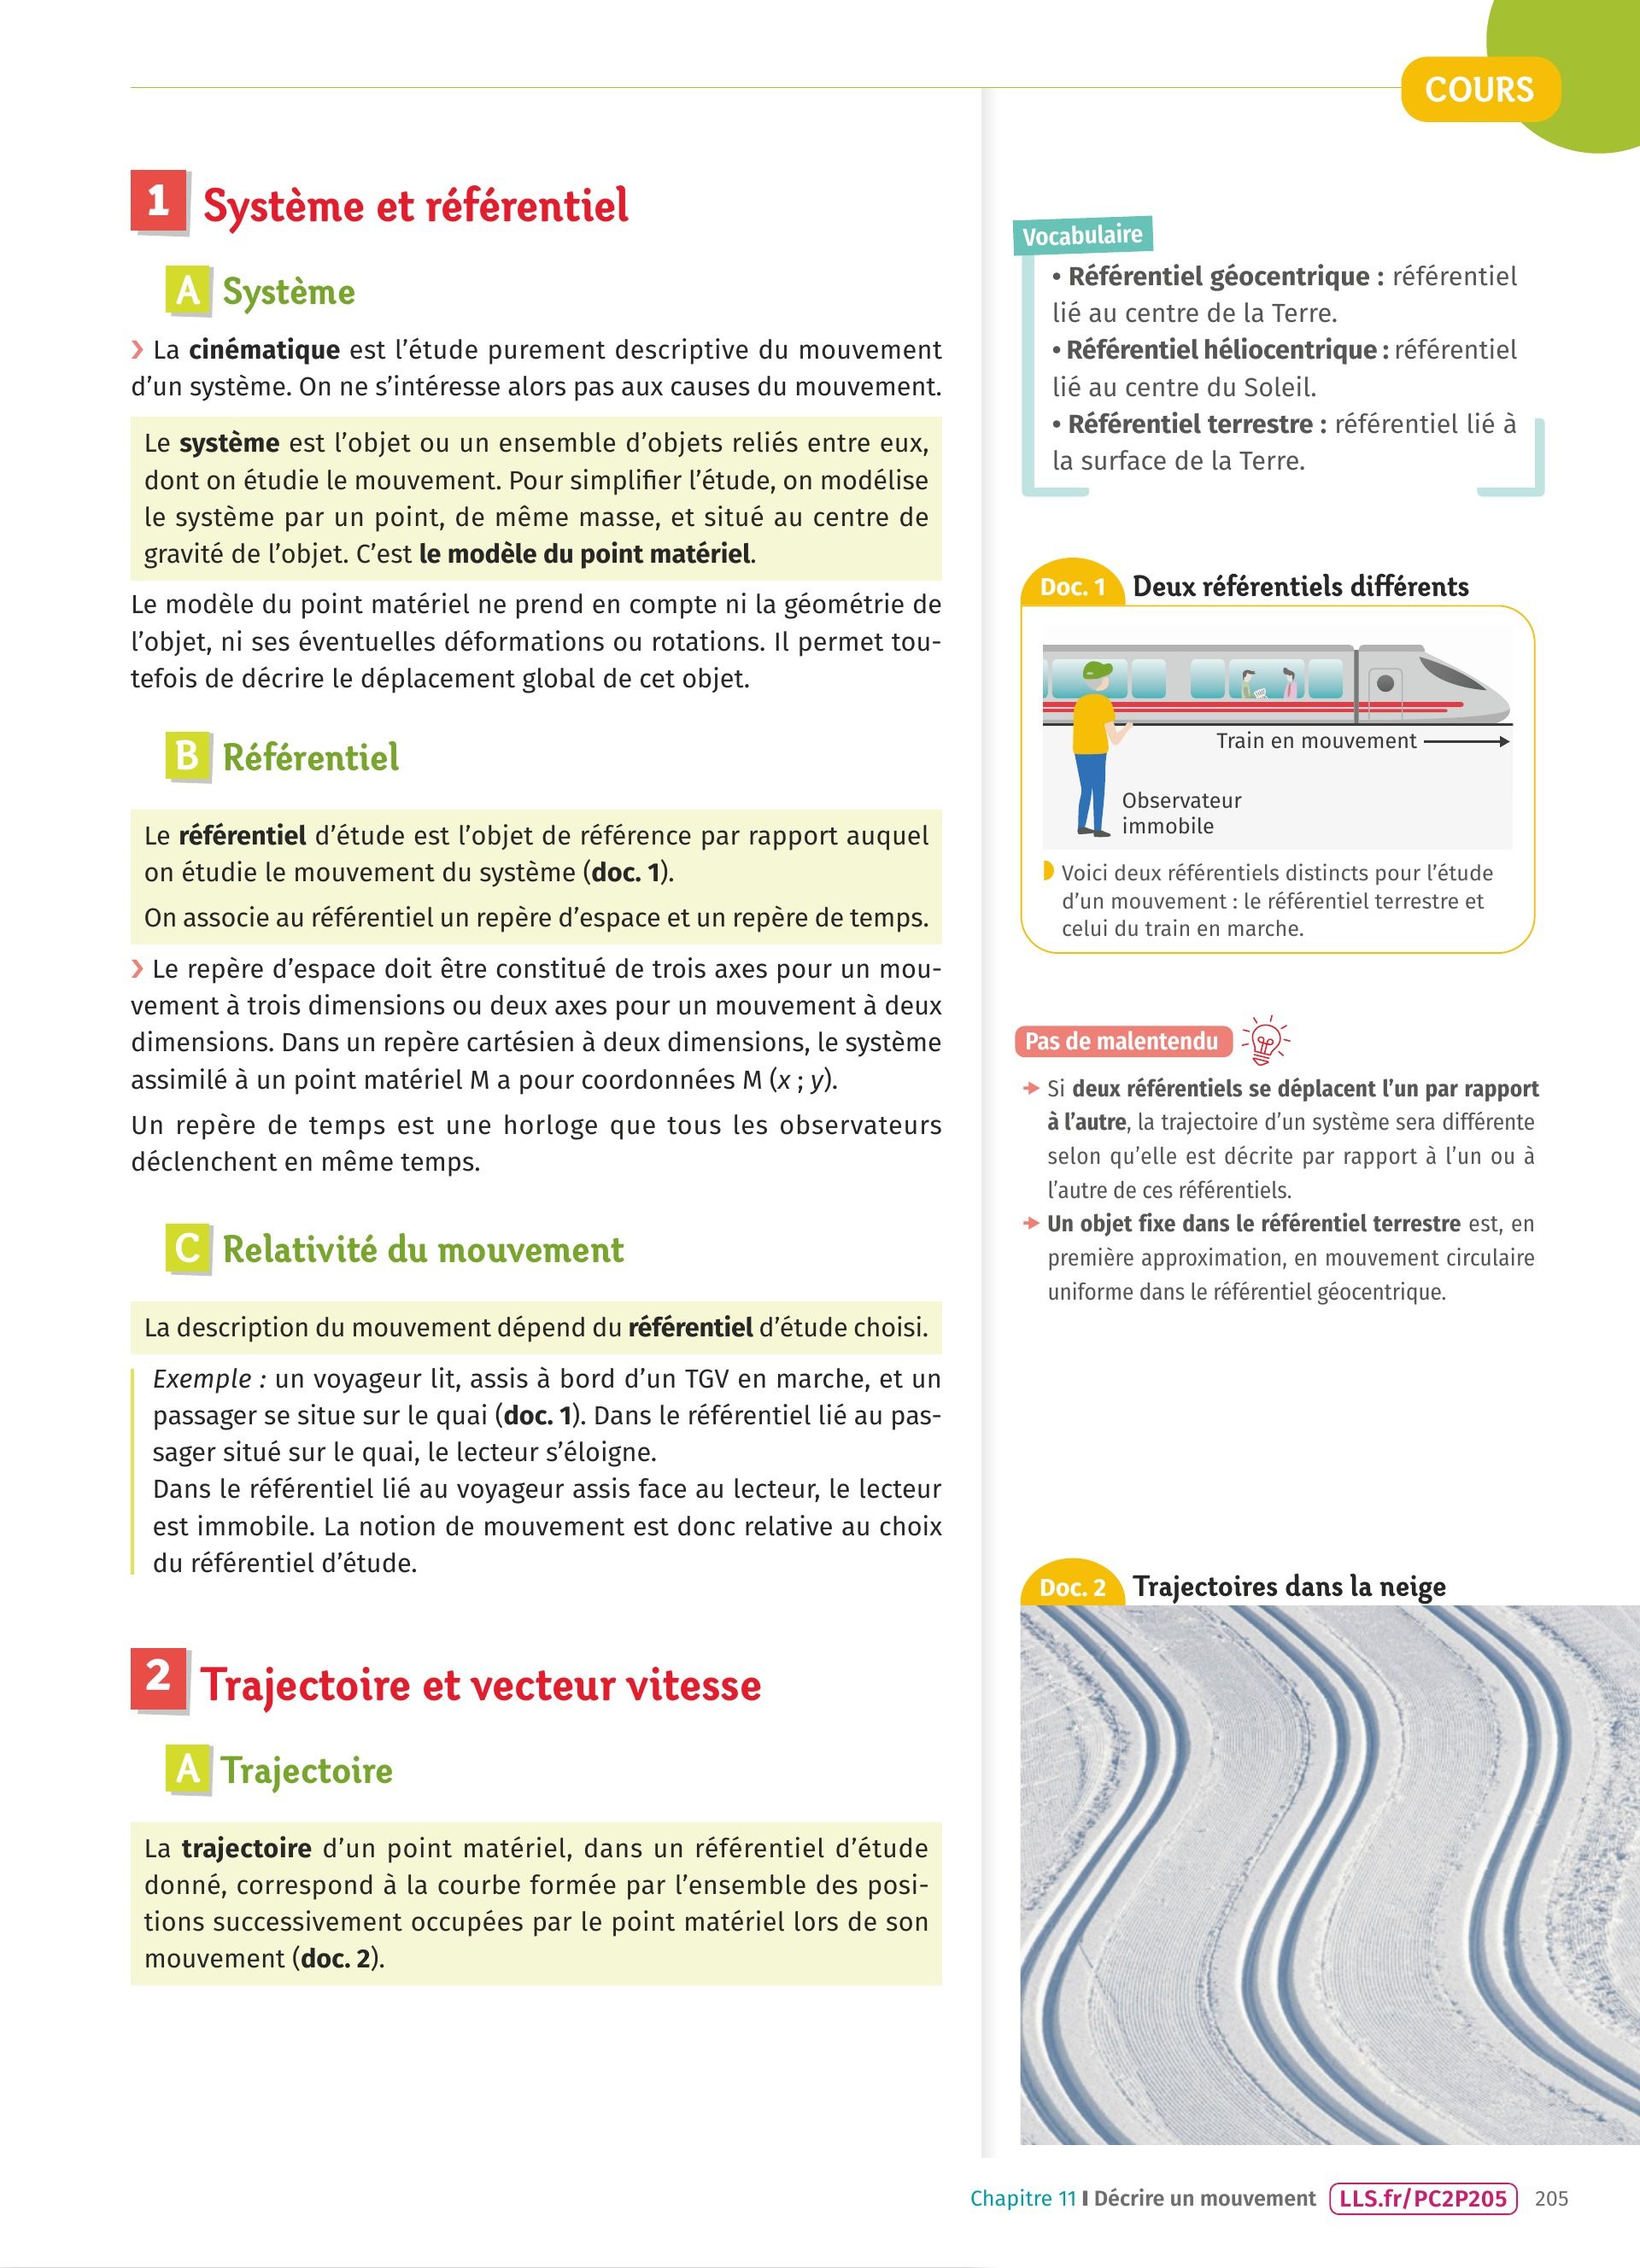 COURS
1 Système et référentiel
A Système
› La cinématique est l’étude purement descriptive du mouvement
d’un système. On ne s’intéresse alors pas aux causes du mouvement.
Le système est l’objet ou un ensemble d’objets reliés entre eux,
dont on étudie le mouvement. Pour simplifier l’étude, on modélise
le système par un point, de même masse, et situé au centre de
gravité de l’objet. C’est le modèle du point matériel.
Le modèle du point matériel ne prend en compte ni la géométrie de
l’objet, ni ses éventuelles déformations ou rotations. Il permet tou-
tefois de décrire le déplacement global de cet objet.
B Référentiel
Le référentiel d’étude est l’objet de référence par rapport auquel
on étudie le mouvement du système (doc. 1).
On associe au référentiel un repère d’espace et un repère de temps.
› Le repère d’espace doit être constitué de trois axes pour un mou-
vement à trois dimensions ou deux axes pour un mouvement à deux
dimensions. Dans un repère cartésien à deux dimensions, le système
assimilé à un point matériel M a pour coordonnées M (x ; y).
Un repère de temps est une horloge que tous les observateurs
déclenchent en même temps.
C Relativité du mouvement
La description du mouvement dépend du référentiel d’étude choisi.
Exemple : un voyageur lit, assis à bord d’un TGV en marche, et un
passager se situe sur le quai (doc. 1). Dans le référentiel lié au pas-
sager situé sur le quai, le lecteur s’éloigne.
Dans le référentiel lié au voyageur assis face au lecteur, le lecteur
est immobile. La notion de mouvement est donc relative au choix
du référentiel d’étude.
2 Trajectoire et vecteur vitesse
A Trajectoire
La trajectoire d’un point matériel, dans un référentiel d’étude
donné, correspond à la courbe formée par l’ensemble des posi-
tions successivement occupées par le point matériel lors de son
mouvement (doc. 2).
Vocabulaire
• Référentiel géocentrique : référentiel
lié au centre de la Terre.
• Référentiel héliocentrique : référentiel
lié au centre du Soleil.
• Référentiel terrestre : référentiel lié à
la surface de la Terre.
Doc. 1 Deux référentiels différents
Train en mouvement
Observateur
immobile
Voici deux référentiels distincts pour l’étude
d’un mouvement : le référentiel terrestre et
celui du train en marche.
Pas de malentendu
Si deux référentiels se déplacent l’un par rapport
à l’autre, la trajectoire d’un système sera différente
selon qu’elle est décrite par rapport à l’un ou à
l’autre de ces référentiels.
Un objet fixe dans le référentiel terrestre est, en
première approximation, en mouvement circulaire
uniforme dans le référentiel géocentrique.
Doc. 2 Trajectoires dans la neige
Chapitre 11 I Décrire un mouvement LLS.fr/PC2P205 205